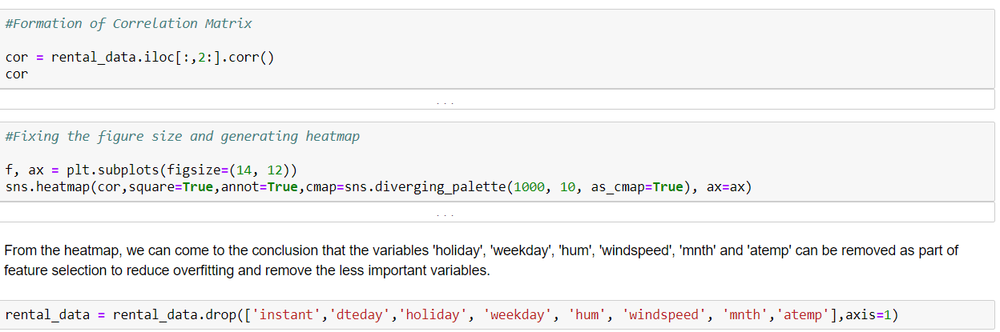 #Formation of Correlation Matrix
cor = rental_data.iloc[:,2:].corr()
cor
...
#Fixing the figure size and generating heatmap
f, ax = plt.subplots(figsize=(14, 12))
sns.heatmap(cor,square=True,annot=True,cmap=sns.diverging_palette(1000, 10, as_cmap=True), ax=ax)
...
From the heatmap, we can come to the conclusion that the variables 'holiday', 'weekday', 'hum', 'windspeed', 'mnth' and 'atemp' can be removed as part of
feature selection to reduce overfitting and remove the less important variables.
rental_data = rental_data.drop(['instant','dteday','holiday', 'weekday', 'hum', 'windspeed', 'mnth','atemp'],axis=1)